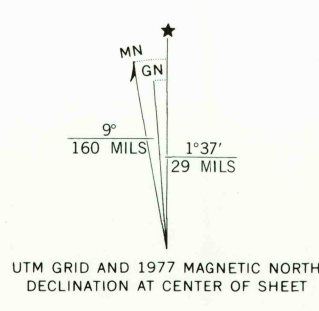 MN
GN
9°
160 MILS
1°37′
29 MILS
UTM GRID AND 1977 MAGNETIC NORTH
DECLINATION AT CENTER OF SHEET